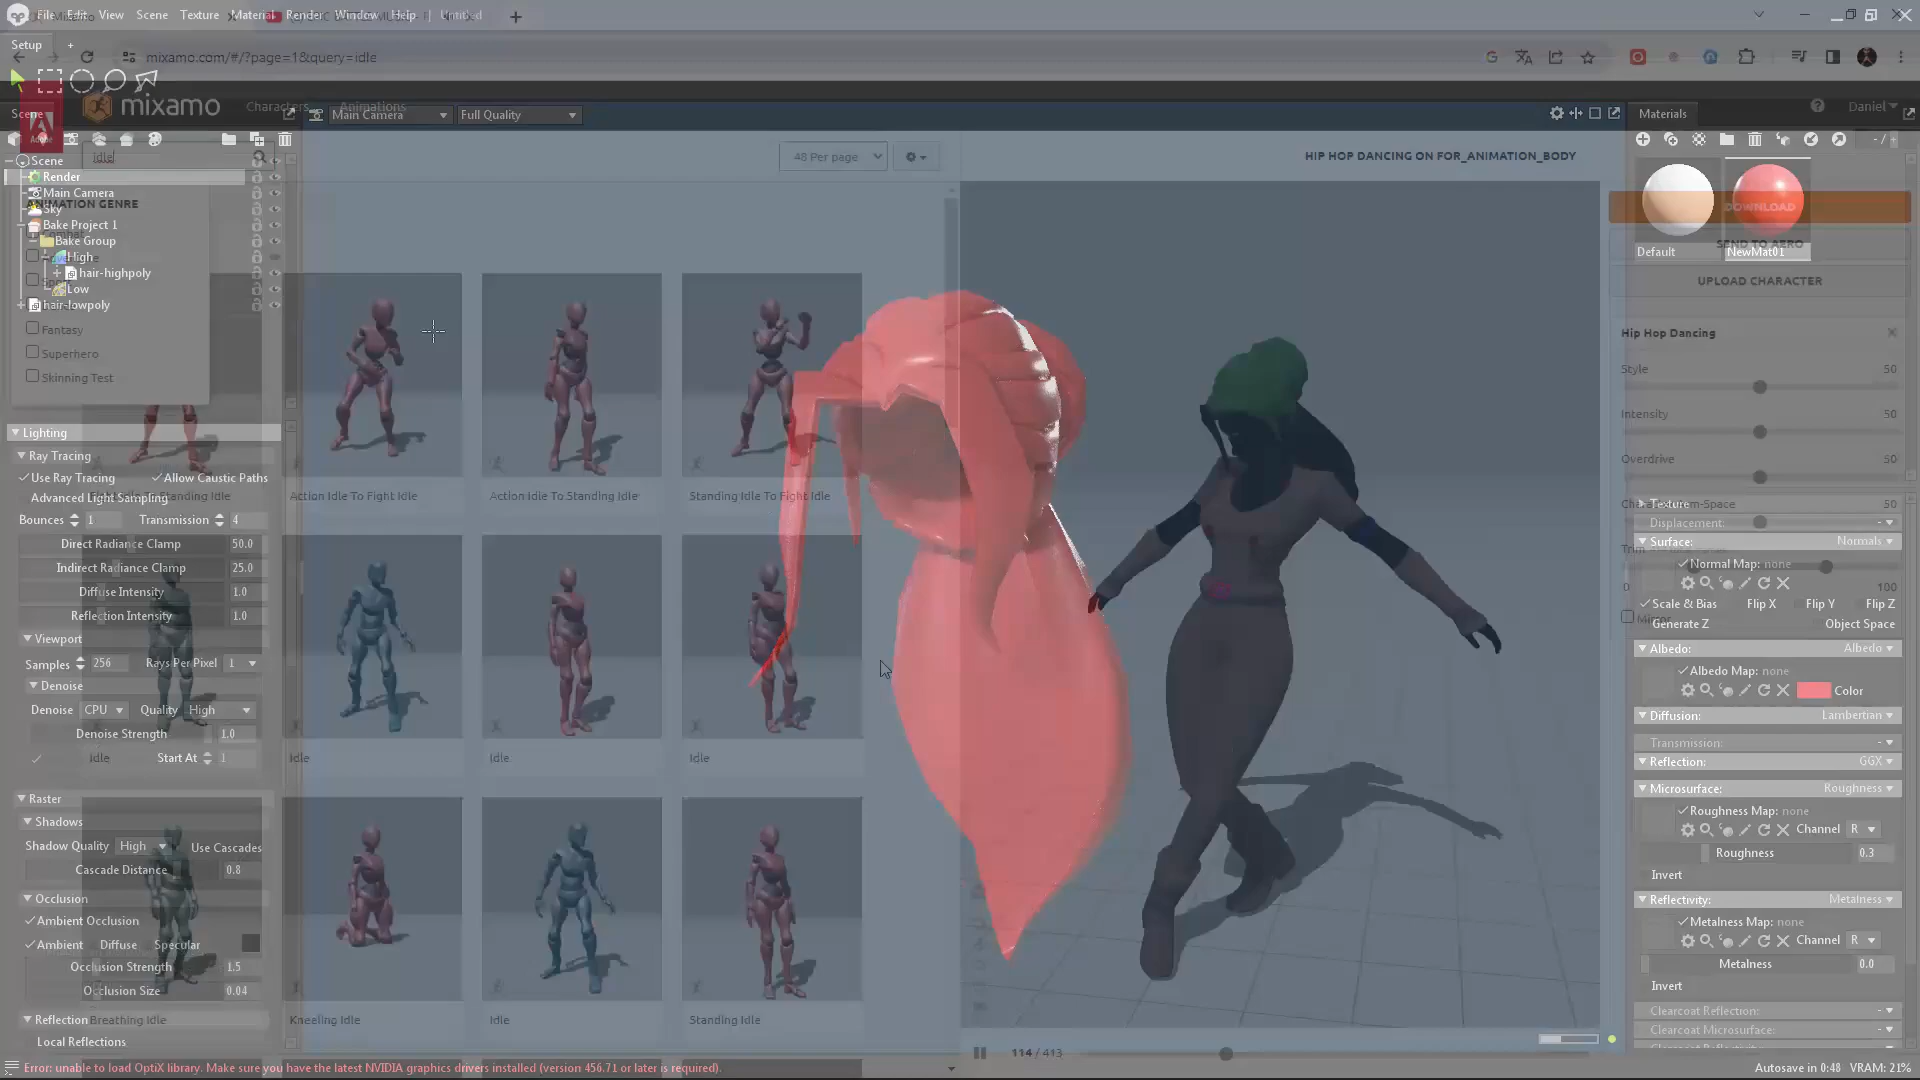 File Edit View Scene Texture Material Render Window Help | Untitled
Setup +
mixamo.com/#/?page=1&query=idle
mixamo
Characters Animations
Daniel
Scene
Main Camera
Full Quality
Materials
Adobe
Idle
48 Per page
HIP HOP DANCING ON FOR_ANIMATION_BODY
- / +
Scene
Render
Main Camera
Sky
Bake Project 1
Bake Group
High
hair-highpoly
Low
hair-lowpoly
ANIMATION GENRE
Combat
Fantasy
Superhero
Skinning Test
DOWNLOAD
SEND TO AERO
Default
NewMat01
UPLOAD CHARACTER
Hip Hop Dancing
Style 50
Intensity 50
Overdrive 50
Character Arm-Space 50
Trim
0 100
Mirror
Lighting
Ray Tracing
Use Ray Tracing
Allow Caustic Paths
Advanced Light Sampling
Bounces 1
Transmission 4
Direct Radiance Clamp 50.0
Indirect Radiance Clamp 25.0
Diffuse Intensity 1.0
Reflection Intensity 1.0
Viewport
Samples 256
Rays Per Pixel 1
Denoise
Denoise CPU
Quality High
Denoise Strength 1.0
Start At 1
Raster
Shadows
Shadow Quality High
Use Cascades
Cascade Distance 0.8
Occlusion
Ambient Occlusion
Ambient Diffuse Specular
Occlusion Strength 1.5
Occlusion Size 0.04
Reflection
Local Reflections
Fight Idle To Standing Idle
Action Idle To Fight Idle
Action Idle To Standing Idle
Standing Idle To Fight Idle
Idle
Idle
Idle
Idle
Breathing Idle
Kneeling Idle
Idle
Standing Idle
114 / 413
Texture
Displacement: -
Surface: Normals
Normal Map: none
Scale & Bias Flip X Flip Y Flip Z
Generate Z Object Space
Albedo: Albedo
Albedo Map: none
Color
Diffusion: Lambertian
Transmission: -
Reflection: GGX
Microsurface: Roughness
Roughness Map: none
Channel R
Roughness 0.3
Invert
Reflectivity: Metalness
Metalness Map: none
Channel R
Metalness 0.0
Invert
Clearcoat Reflection: -
Clearcoat Microsurface: -
Error: unable to load OptiX library. Make sure you have the latest NVIDIA graphics drivers installed (version 456.71 or later is required).
Autosave in 0:48 VRAM: 21%